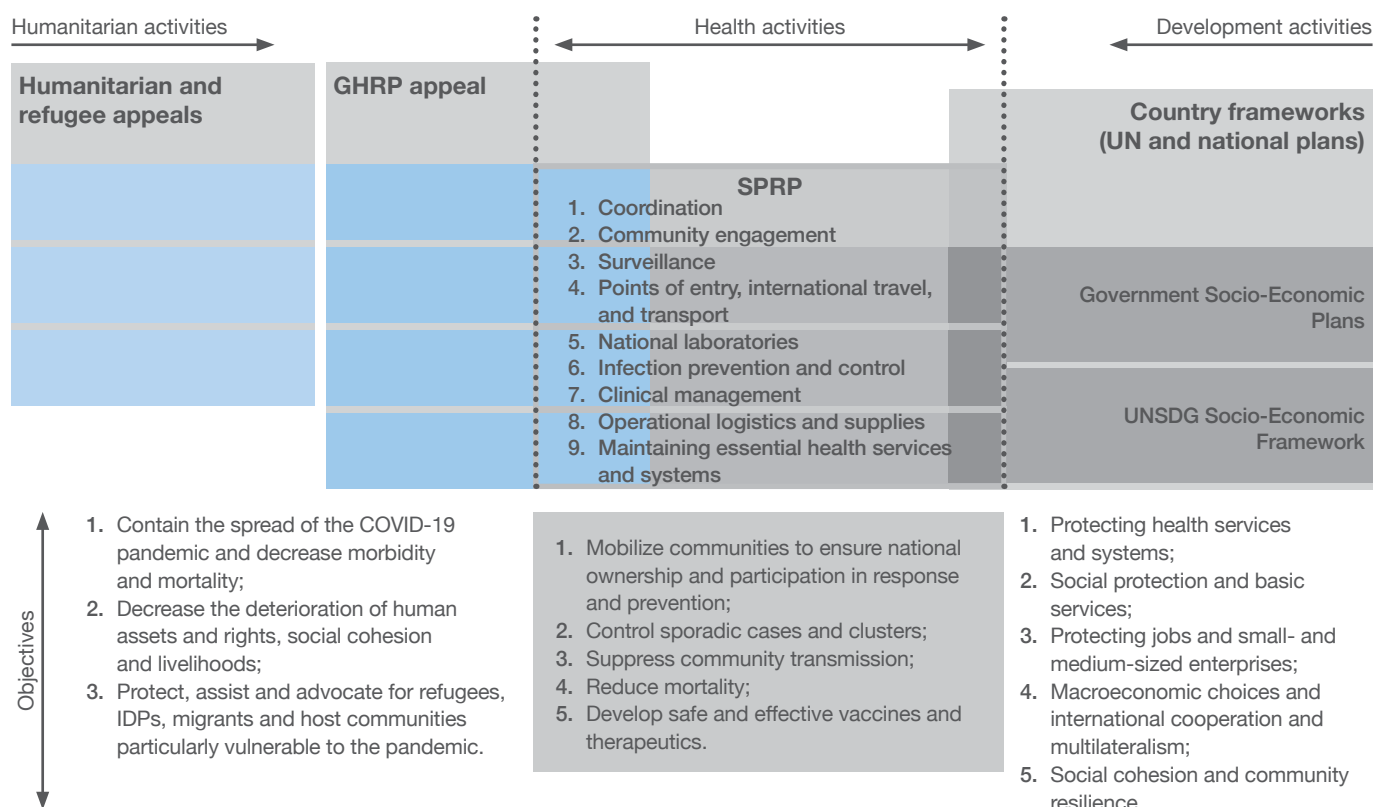 Humanitarian activities
Health activities
Development activities
Humanitarian and
refugee appeals
GHRP appeal
Country frameworks
(UN and national plans)
SPRP
1. Coordination
2. Community engagement
3. Surveillance
4. Points of entry, international travel,
and transport
5. National laboratories
6. Infection prevention and control
7. Clinical management
8. Operational logistics and supplies
9. Maintaining essential health services
and systems
Government Socio-Economic
Plans
UNSDG Socio-Economic
Framework
Objectives
1. Contain the spread of the COVID-19
pandemic and decrease morbidity
and mortality;
2. Decrease the deterioration of human
assets and rights, social cohesion
and livelihoods;
3. Protect, assist and advocate for refugees,
IDPs, migrants and host communities
particularly vulnerable to the pandemic.
1. Mobilize communities to ensure national
ownership and participation in response
and prevention;
2. Control sporadic cases and clusters;
3. Suppress community transmission;
4. Reduce mortality;
5. Develop safe and effective vaccines and
therapeutics.
1. Protecting health services
and systems;
2. Social protection and basic
services;
3. Protecting jobs and small- and
medium-sized enterprises;
4. Macroeconomic choices and
international cooperation and
multilateralism;
5. Social cohesion and community
resilience